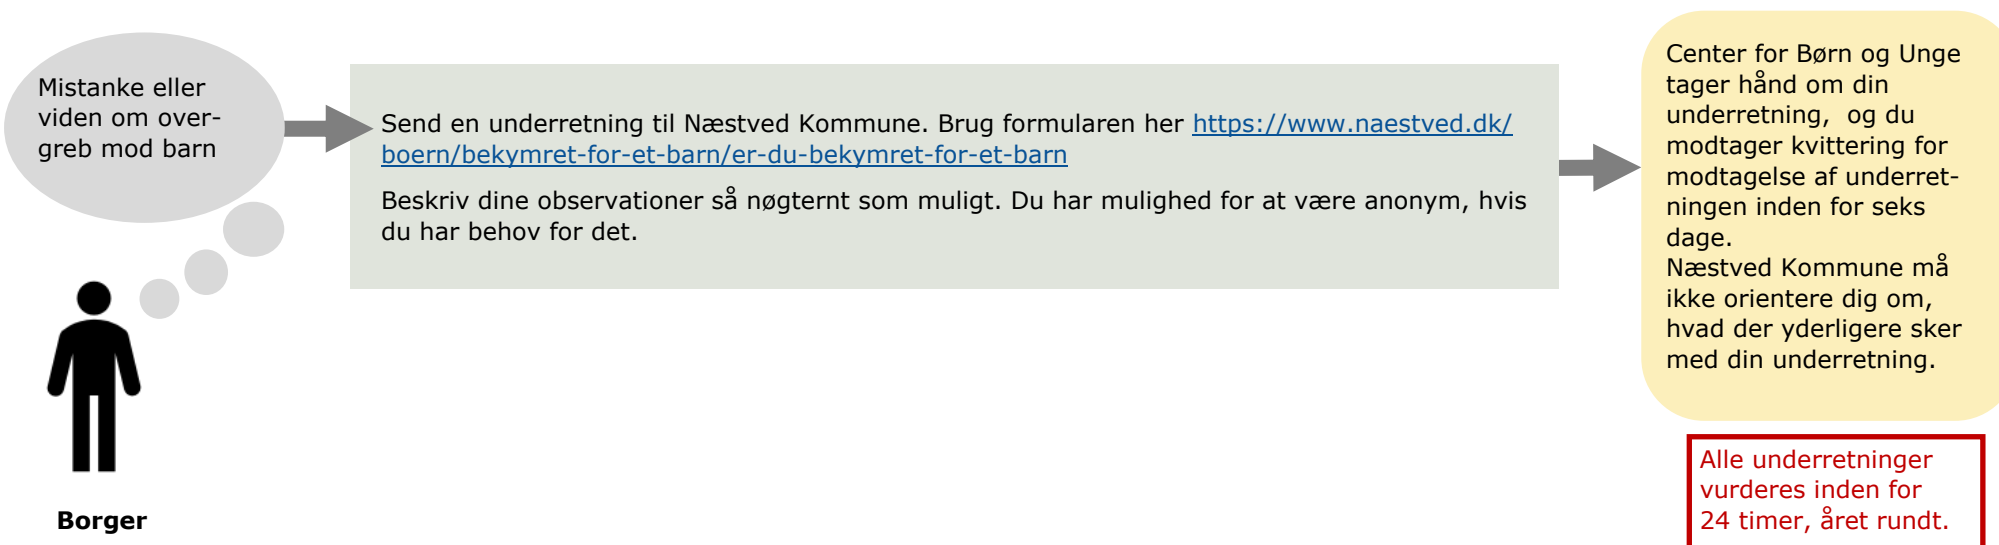 Mistanke eller
viden om over-
greb mod barn
Borger
Send en underretning til Næstved Kommune. Brug formularen her https://www.naestved.dk/
boern/bekymret-for-et-barn/er-du-bekymret-for-et-barn
Beskriv dine observationer så nøgternt som muligt. Du har mulighed for at være anonym, hvis
du har behov for det.
Center for Børn og Unge
tager hånd om din
underretning,  og du
modtager kvittering for
modtagelse af underret-
ningen inden for seks
dage.
Næstved Kommune må
ikke orientere dig om,
hvad der yderligere sker
med din underretning.
Alle underretninger
vurderes inden for
24 timer, året rundt.